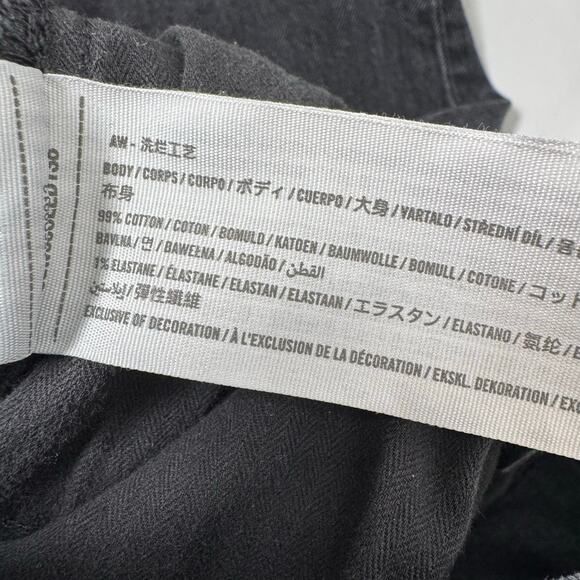 AW - 洗烂工艺
BODY / CORPS / CORPO / ボディ / CUERPO / 大身 / VARTALO / STŘEDNÍ DÍL / 몸
布身
99% COTTON / COTON / BOMULD / KATOEN / BAUMWOLLE / BOMULL / COTONE / コット
BAVLNA / 면 / BAWEŁNA / ALGODÃO / القطن
1% ELASTANE / ÉLASTANE / ELASTAN / ELASTAAN / エラスタン / ELASTANO / 氨纶 / E
إيلاستين / 彈性纖維
EXCLUSIVE OF DECORATION / À L'EXCLUSION DE LA DÉCORATION / EKSKL. DEKORATION / EXC